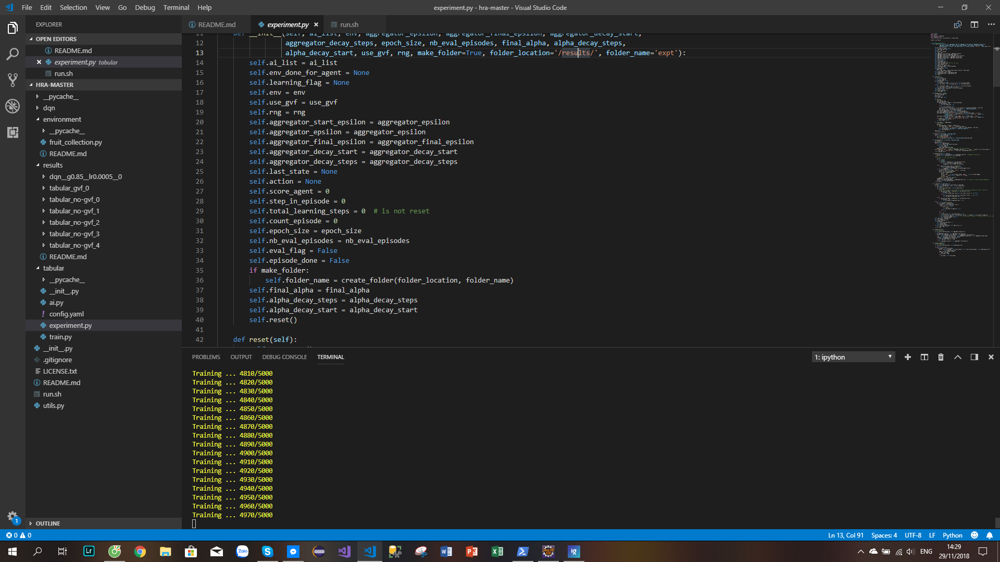 File Edit Selection View Go Debug Terminal Help
experiment.py - hra-master - Visual Studio Code
EXPLORER
OPEN EDITORS
README.md
experiment.py tabular
run.sh
HRA-MASTER
__pycache__
dqn
environment
__pycache__
fruit_collection.py
README.md
results
dqn__g0.85__lr0.0005__0
tabular_gvf_0
tabular_no-gvf_0
tabular_no-gvf_1
tabular_no-gvf_2
tabular_no-gvf_3
tabular_no-gvf_4
README.md
tabular
__pycache__
__init__.py
ai.py
config.yaml
experiment.py
train.py
__init__.py
.gitignore
LICENSE.txt
README.md
run.sh
utils.py
OUTLINE
README.md experiment.py run.sh
11 def __init__(self, ai_list, env, aggregator_epsilon, aggregator_final_epsilon, aggregator_decay_start,
12 aggregator_decay_steps, epoch_size, nb_eval_episodes, final_alpha, alpha_decay_steps,
13 alpha_decay_start, use_gvf, rng, make_folder=True, folder_location='/results/', folder_name='expt'):
14 self.ai_list = ai_list
15 self.env_done_for_agent = None
16 self.learning_flag = None
17 self.env = env
18 self.use_gvf = use_gvf
19 self.rng = rng
20 self.aggregator_start_epsilon = aggregator_epsilon
21 self.aggregator_epsilon = aggregator_epsilon
22 self.aggregator_final_epsilon = aggregator_final_epsilon
23 self.aggregator_decay_start = aggregator_decay_start
24 self.aggregator_decay_steps = aggregator_decay_steps
25 self.last_state = None
26 self.action = None
27 self.score_agent = 0
28 self.step_in_episode = 0
29 self.total_learning_steps = 0 # is not reset
30 self.count_episode = 0
31 self.epoch_size = epoch_size
32 self.nb_eval_episodes = nb_eval_episodes
33 self.eval_flag = False
34 self.episode_done = False
35 if make_folder:
36 self.folder_name = create_folder(folder_location, folder_name)
37 self.final_alpha = final_alpha
38 self.alpha_decay_steps = alpha_decay_steps
39 self.alpha_decay_start = alpha_decay_start
40 self.reset()
41
42 def reset(self):
PROBLEMS OUTPUT DEBUG CONSOLE TERMINAL
1: ipython
Training ... 4810/5000
Training ... 4820/5000
Training ... 4830/5000
Training ... 4840/5000
Training ... 4850/5000
Training ... 4860/5000
Training ... 4870/5000
Training ... 4880/5000
Training ... 4890/5000
Training ... 4900/5000
Training ... 4910/5000
Training ... 4920/5000
Training ... 4930/5000
Training ... 4940/5000
Training ... 4950/5000
Training ... 4960/5000
Training ... 4970/5000
1
0 0
Ln 13, Col 91 Spaces: 4 UTF-8 LF Python
Lr
Zalo
ENG
14:29
29/11/2018